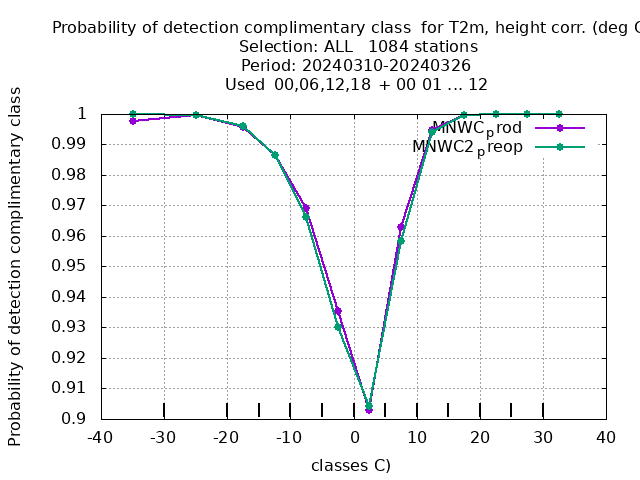 Probability of detection complimentary class  for T2m, height corr. (deg C
Selection: ALL   1084 stations
Period: 20240310-20240326
Used  00,06,12,18 + 00 01 ... 12
Probability of detection complimentary class
1
0.99
0.98
0.97
0.96
0.95
0.94
0.93
0.92
0.91
0.9
MNWCprod
MNWC2preop
-40 -30 -20 -10 0 10 20 30 40
classes C)